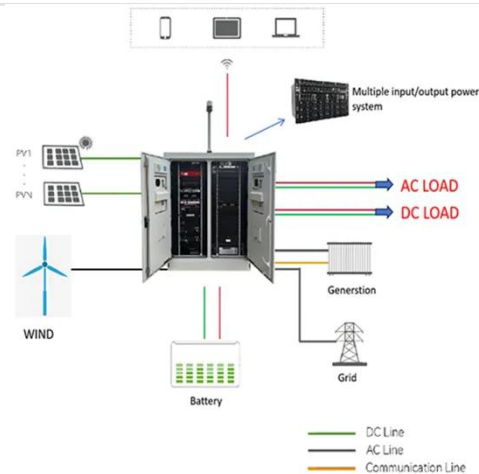 Multiple input/output power
system
PV1
PVN
AC LOAD
DC LOAD
WIND
Generstion
Grid
Battery
DC Line
AC Line
Communication Line